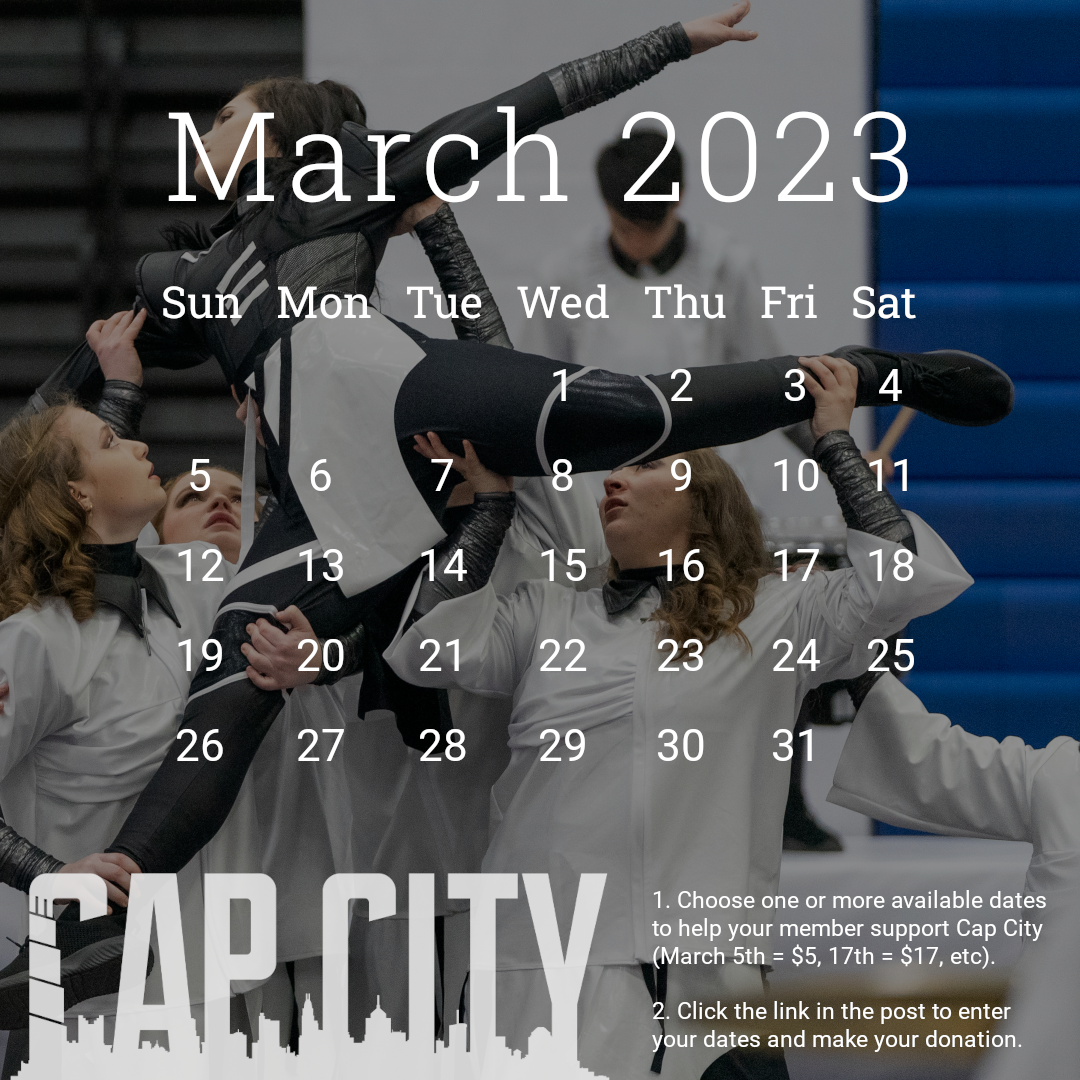 March 2023
Sun Mon Tue Wed Thu Fri Sat
1 2 3 4
5 6 7 8 9 10 11
12 13 14 15 16 17 18
19 20 21 22 23 24 25
26 27 28 29 30 31
CAP CITY
1. Choose one or more available dates
to help your member support Cap City
(March 5th = $5, 17th = $17, etc).
2. Click the link in the post to enter
your dates and make your donation.